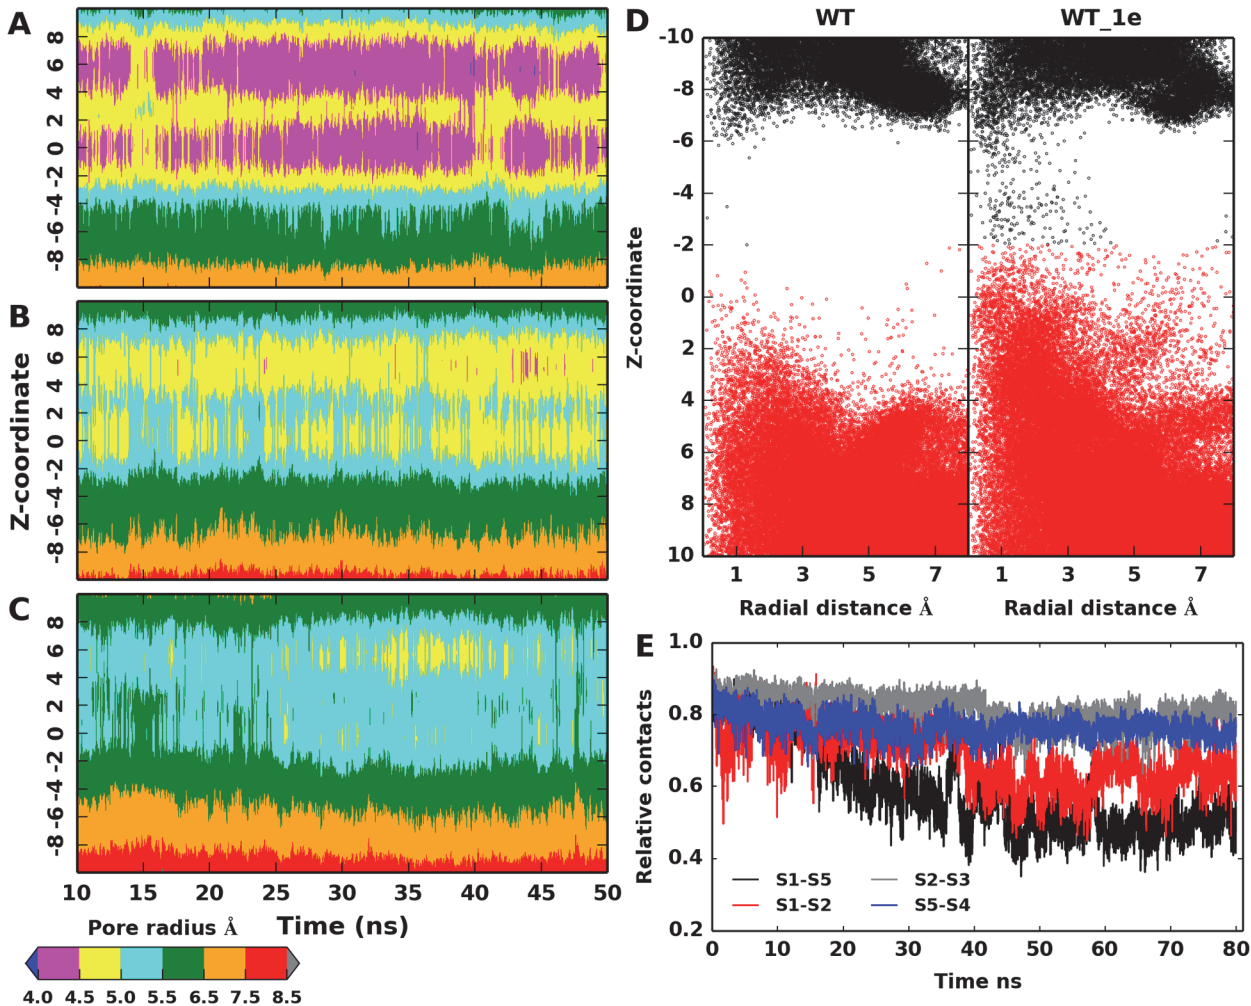 A
8
6
4
2
0
-2
-4
-6
-8
B
8
6
4
2
0
-2
-4
-6
-8
Z-coordinate
C
8
6
4
2
0
-2
-4
-6
-8
10 15 20 25 30 35 40 45 50
Pore radius Å Time (ns)
4.0 4.5 5.0 5.5 6.5 7.5 8.5
D WT WT_1e
-10
-8
-6
-4
-2
0
2
4
6
8
10
Z-coordinate
1 3 5 7 1 3 5 7
Radial distance Å Radial distance Å
E
1.0
0.8
0.6
0.4
0.2
Relative contacts
S1-S5 S2-S3
S1-S2 S5-S4
0 10 20 30 40 50 60 70 80
Time ns